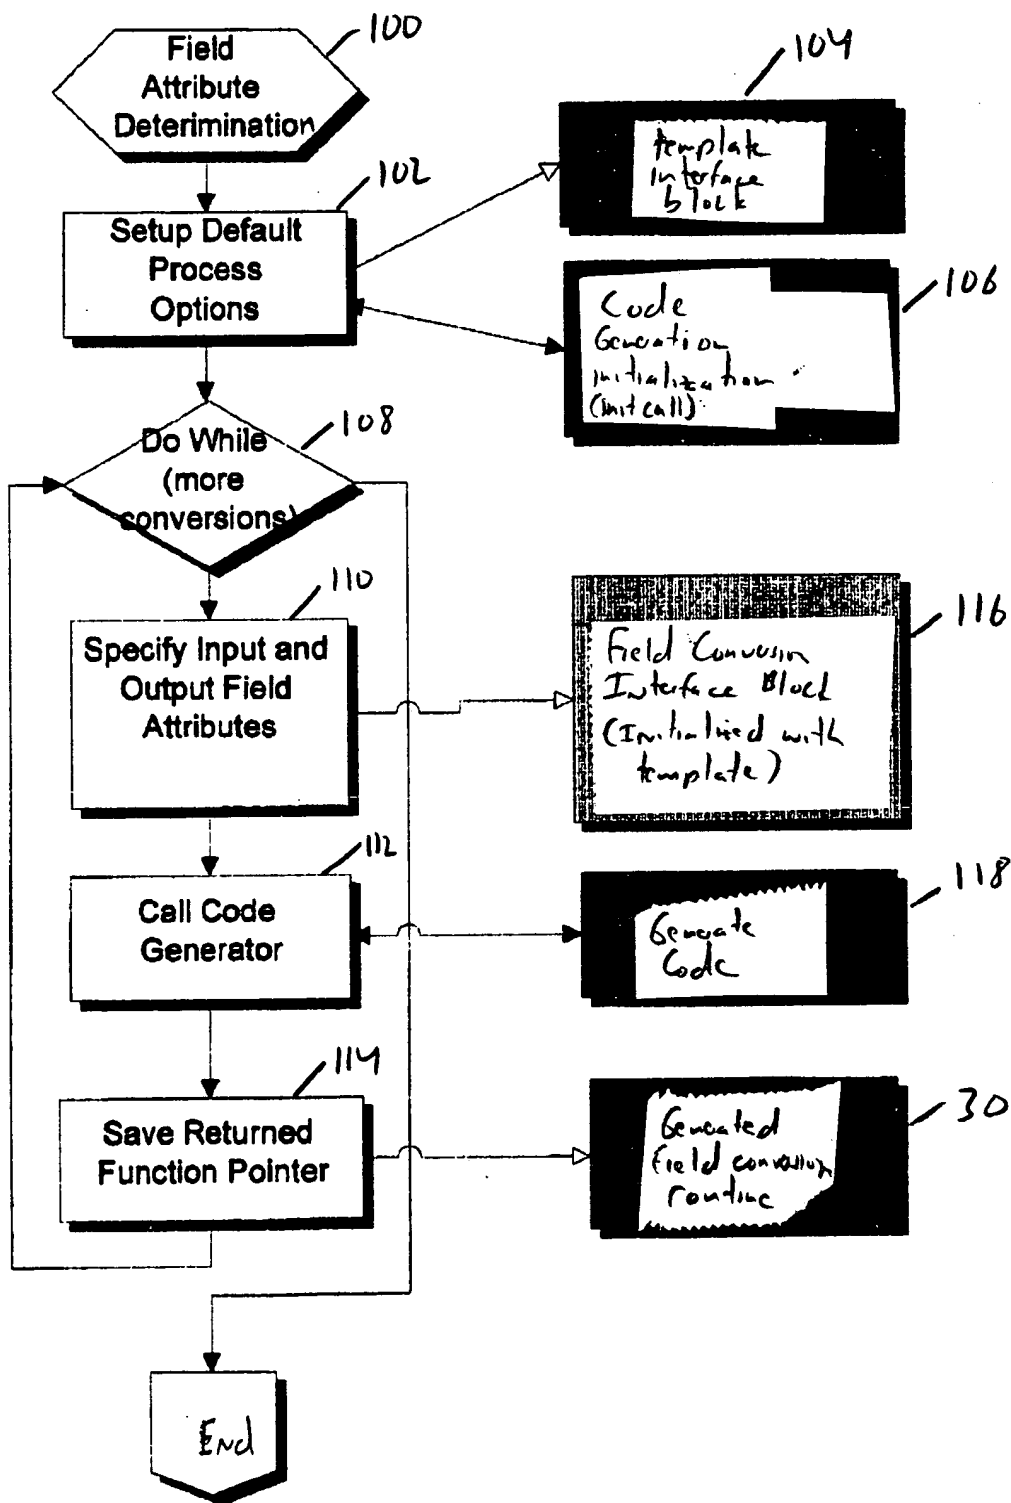 100
Field
Attribute
Deterimination
104
template
interface
block
102
Setup Default
Process
Options
106
Code
Generation
initialization
(init call)
108
Do While
(more
conversions)
110
Specify Input and
Output Field
Attributes
116
Field Conversion
Interface Block
(Initialized with
template)
112
Call Code
Generator
118
Generate
Code
114
Save Returned
Function Pointer
30
Generated
field conversion
routine
End